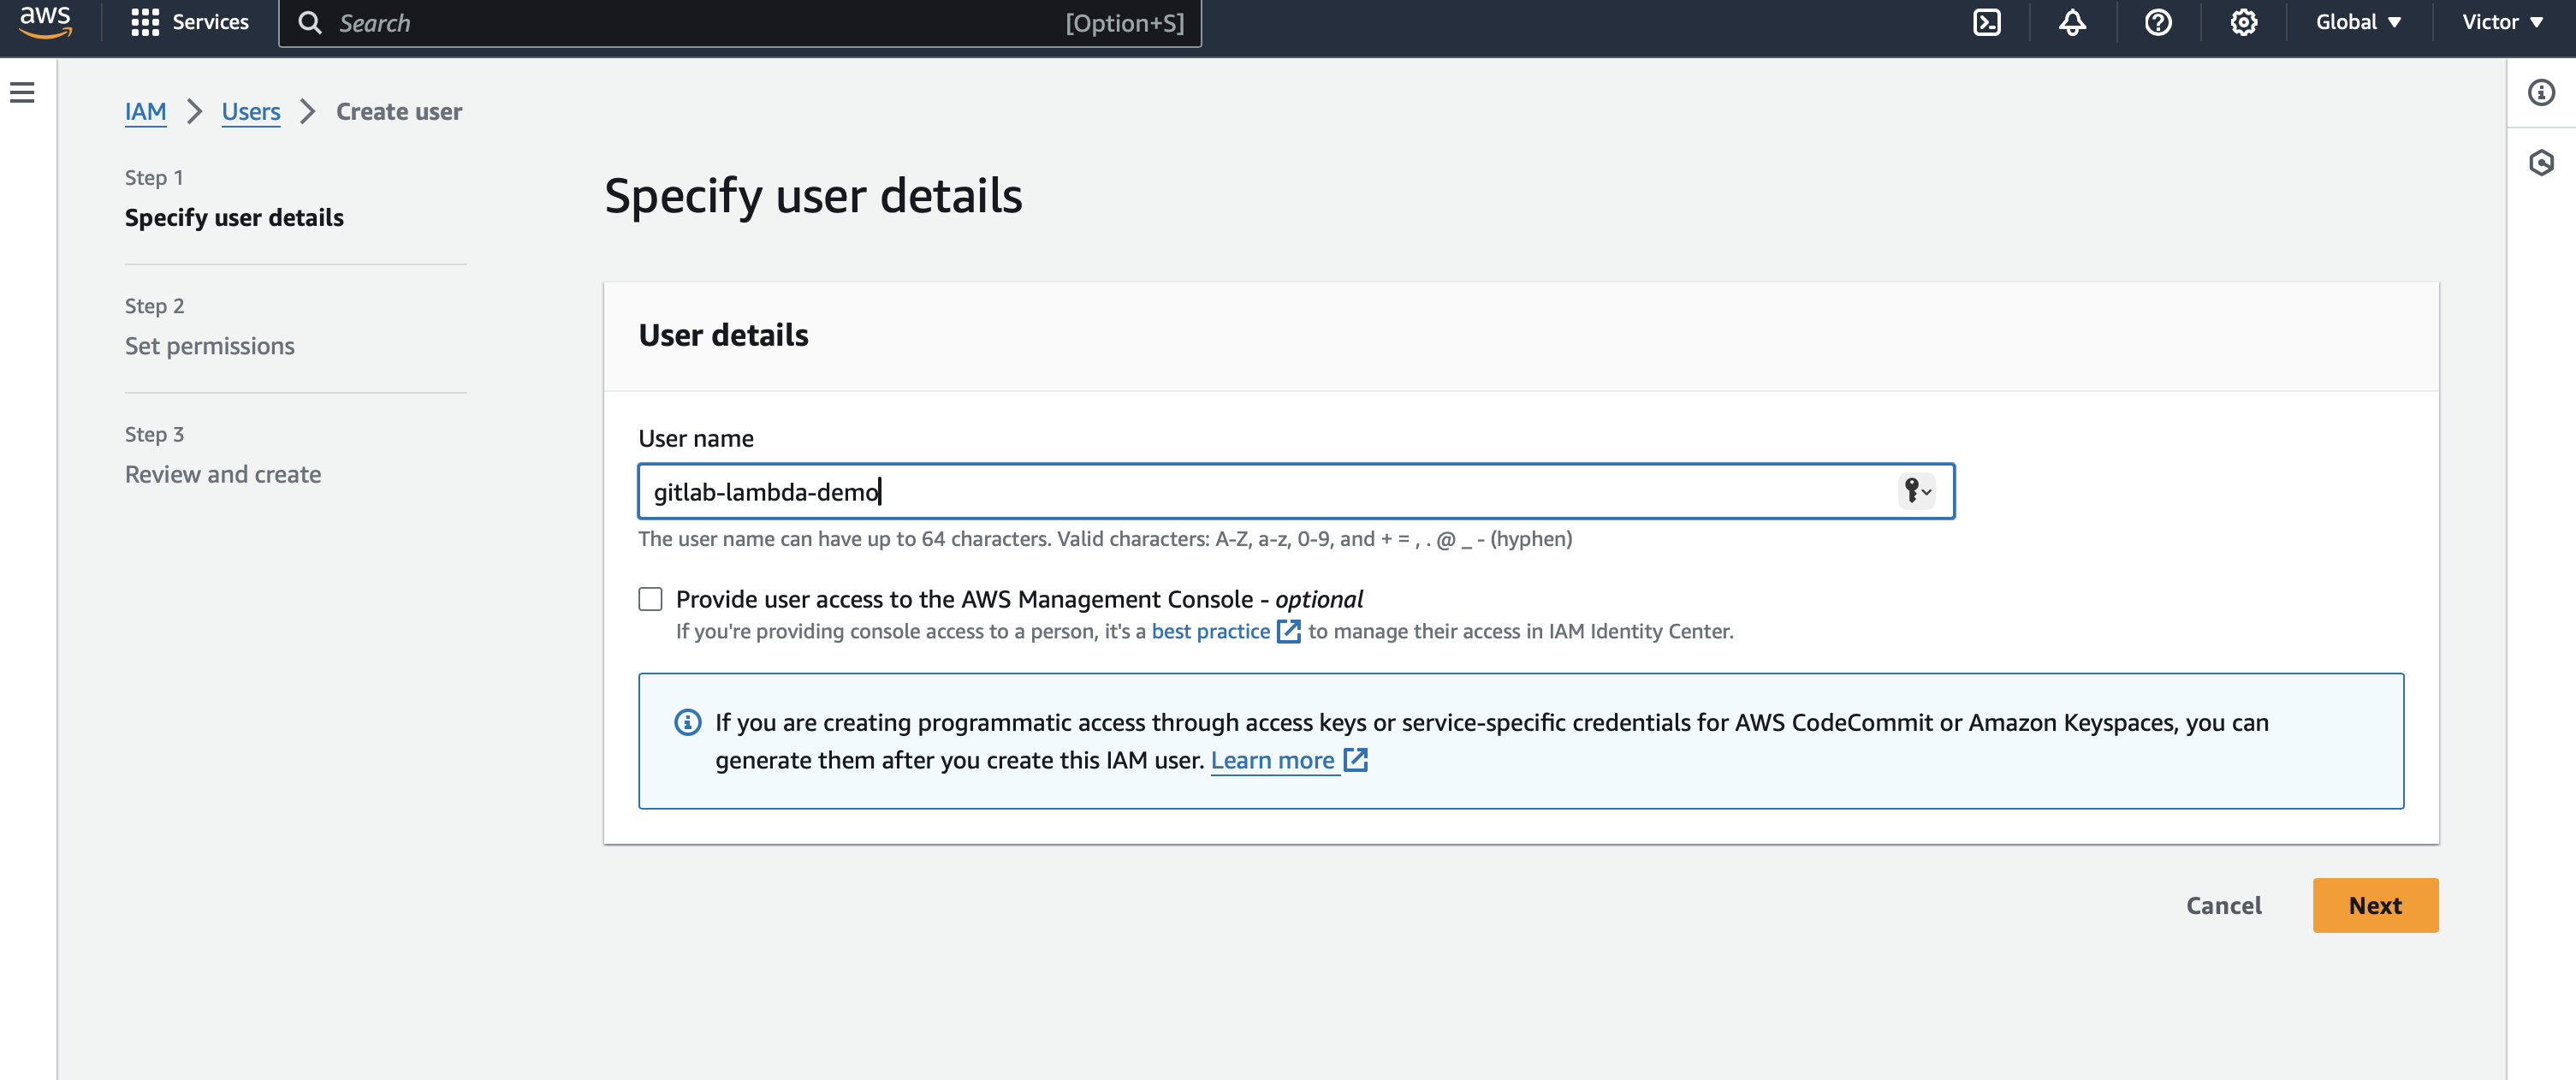 aws
Services
Search
[Option+S]
Global
Victor
IAM
Users
Create user
Step 1
Specify user details
Step 2
Set permissions
Step 3
Review and create
Specify user details
User details
User name
gitlab-lambda-demo
The user name can have up to 64 characters. Valid characters: A-Z, a-z, 0-9, and + = , . @ _ - (hyphen)
Provide user access to the AWS Management Console - optional
If you're providing console access to a person, it's a best practice to manage their access in IAM Identity Center.
If you are creating programmatic access through access keys or service-specific credentials for AWS CodeCommit or Amazon Keyspaces, you can
generate them after you create this IAM user. Learn more
Cancel
Next